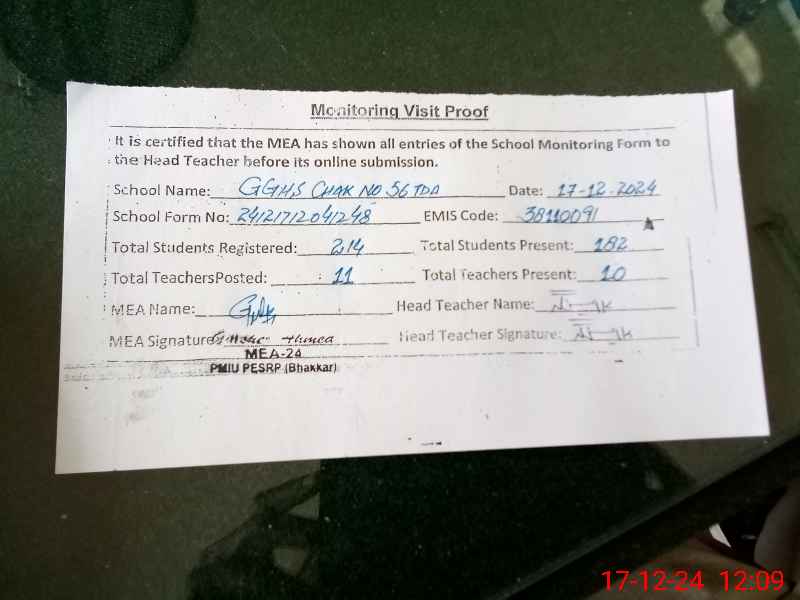 Monitoring Visit Proof
It is certified that the MEA has shown all entries of the School Monitoring Form to
the Head Teacher before its online submission.
School Name: GGHS CHAK NO 56 TDA Date: 17-12-2024
School Form No: 24121712041248 EMIS Code: 38110091
Total Students Registered: 214 Total Students Present: 182
Total TeachersPosted: 11 Total Teachers Present: 10
MEA Name: Head Teacher Name:
MEA Signature: Head Teacher Signature:
MEA-24
PMIU PESRP (Bhakkar)
17-12-24 12:09